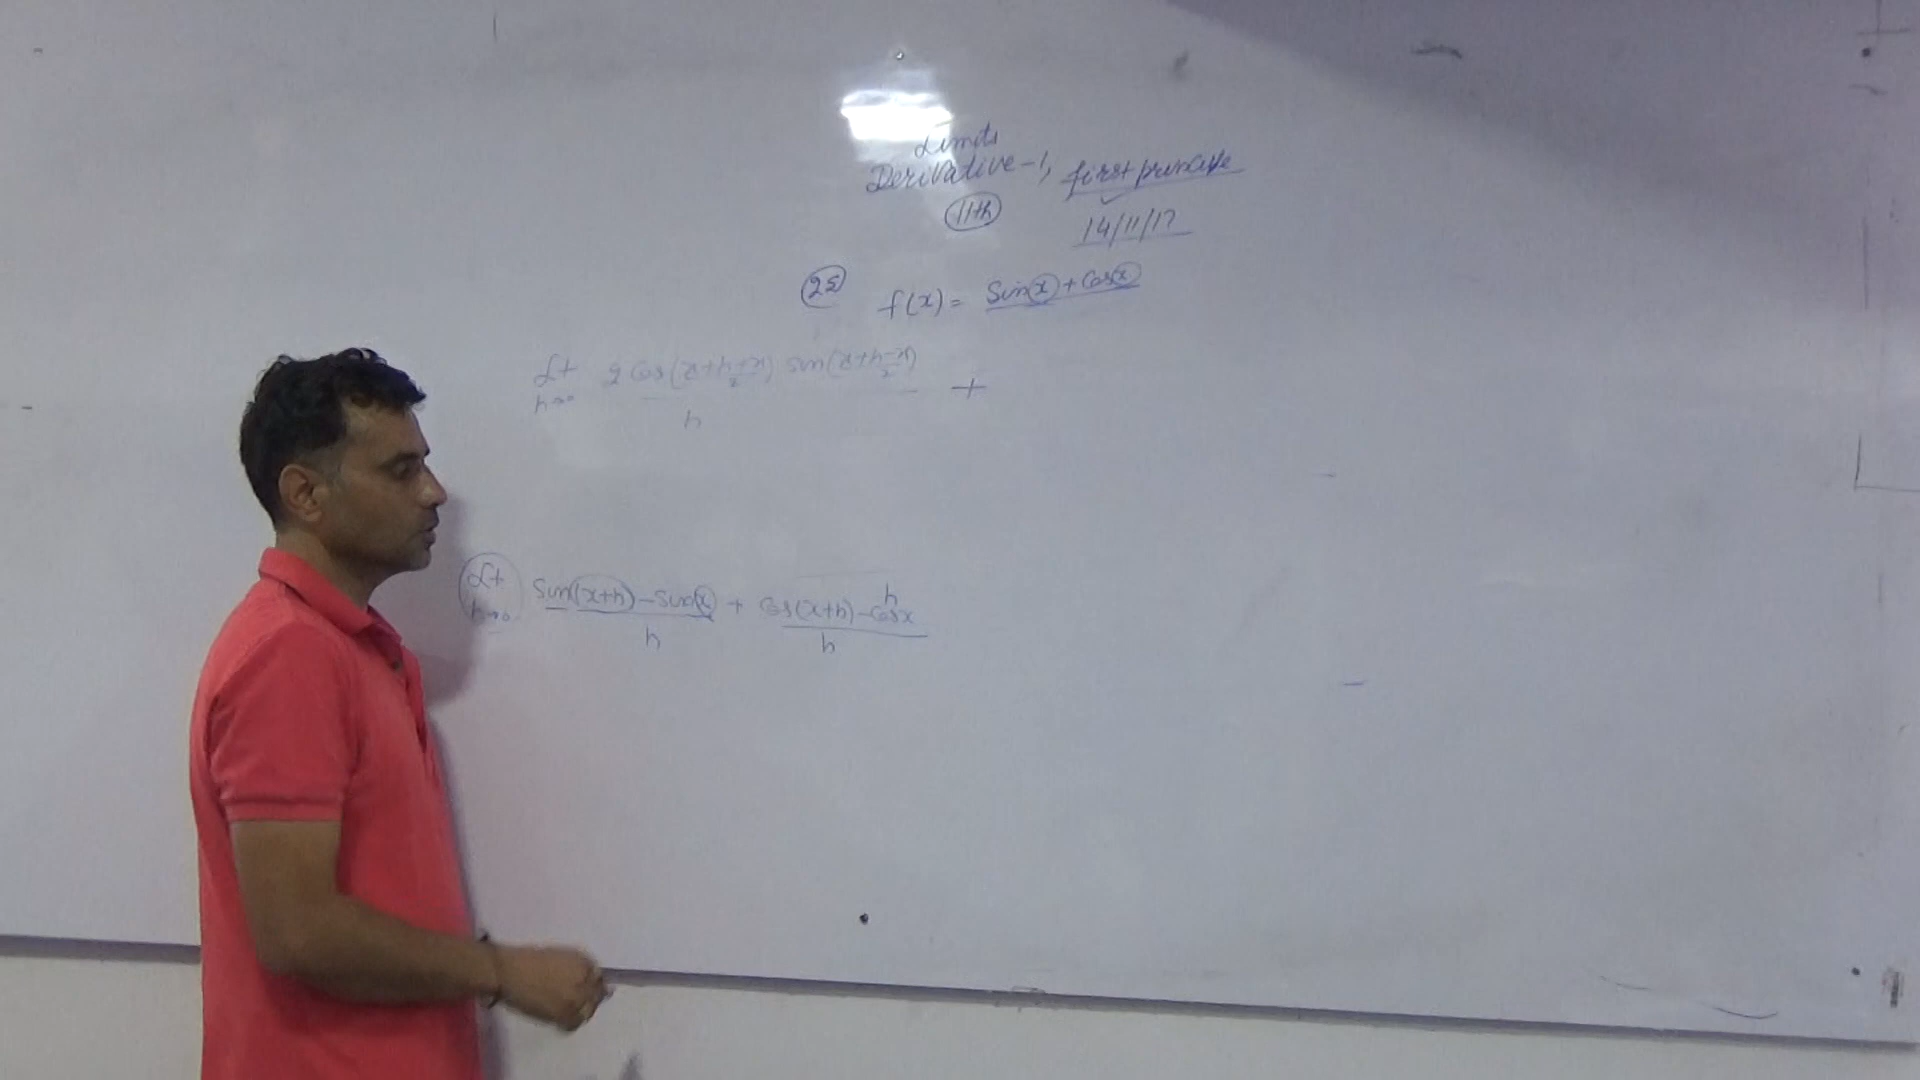 Limits
Derivative-1, first principle
11th
14/11/17
25 f(x) = Sin(x) + Cos(x)
Lt h→0 2 Cos(x+h+x/2) sin(x+h-x/2) / h +
Lt h→0 Sin(x+h) - Sin(x) / h + Cos(x+h) - Cosx / h
h